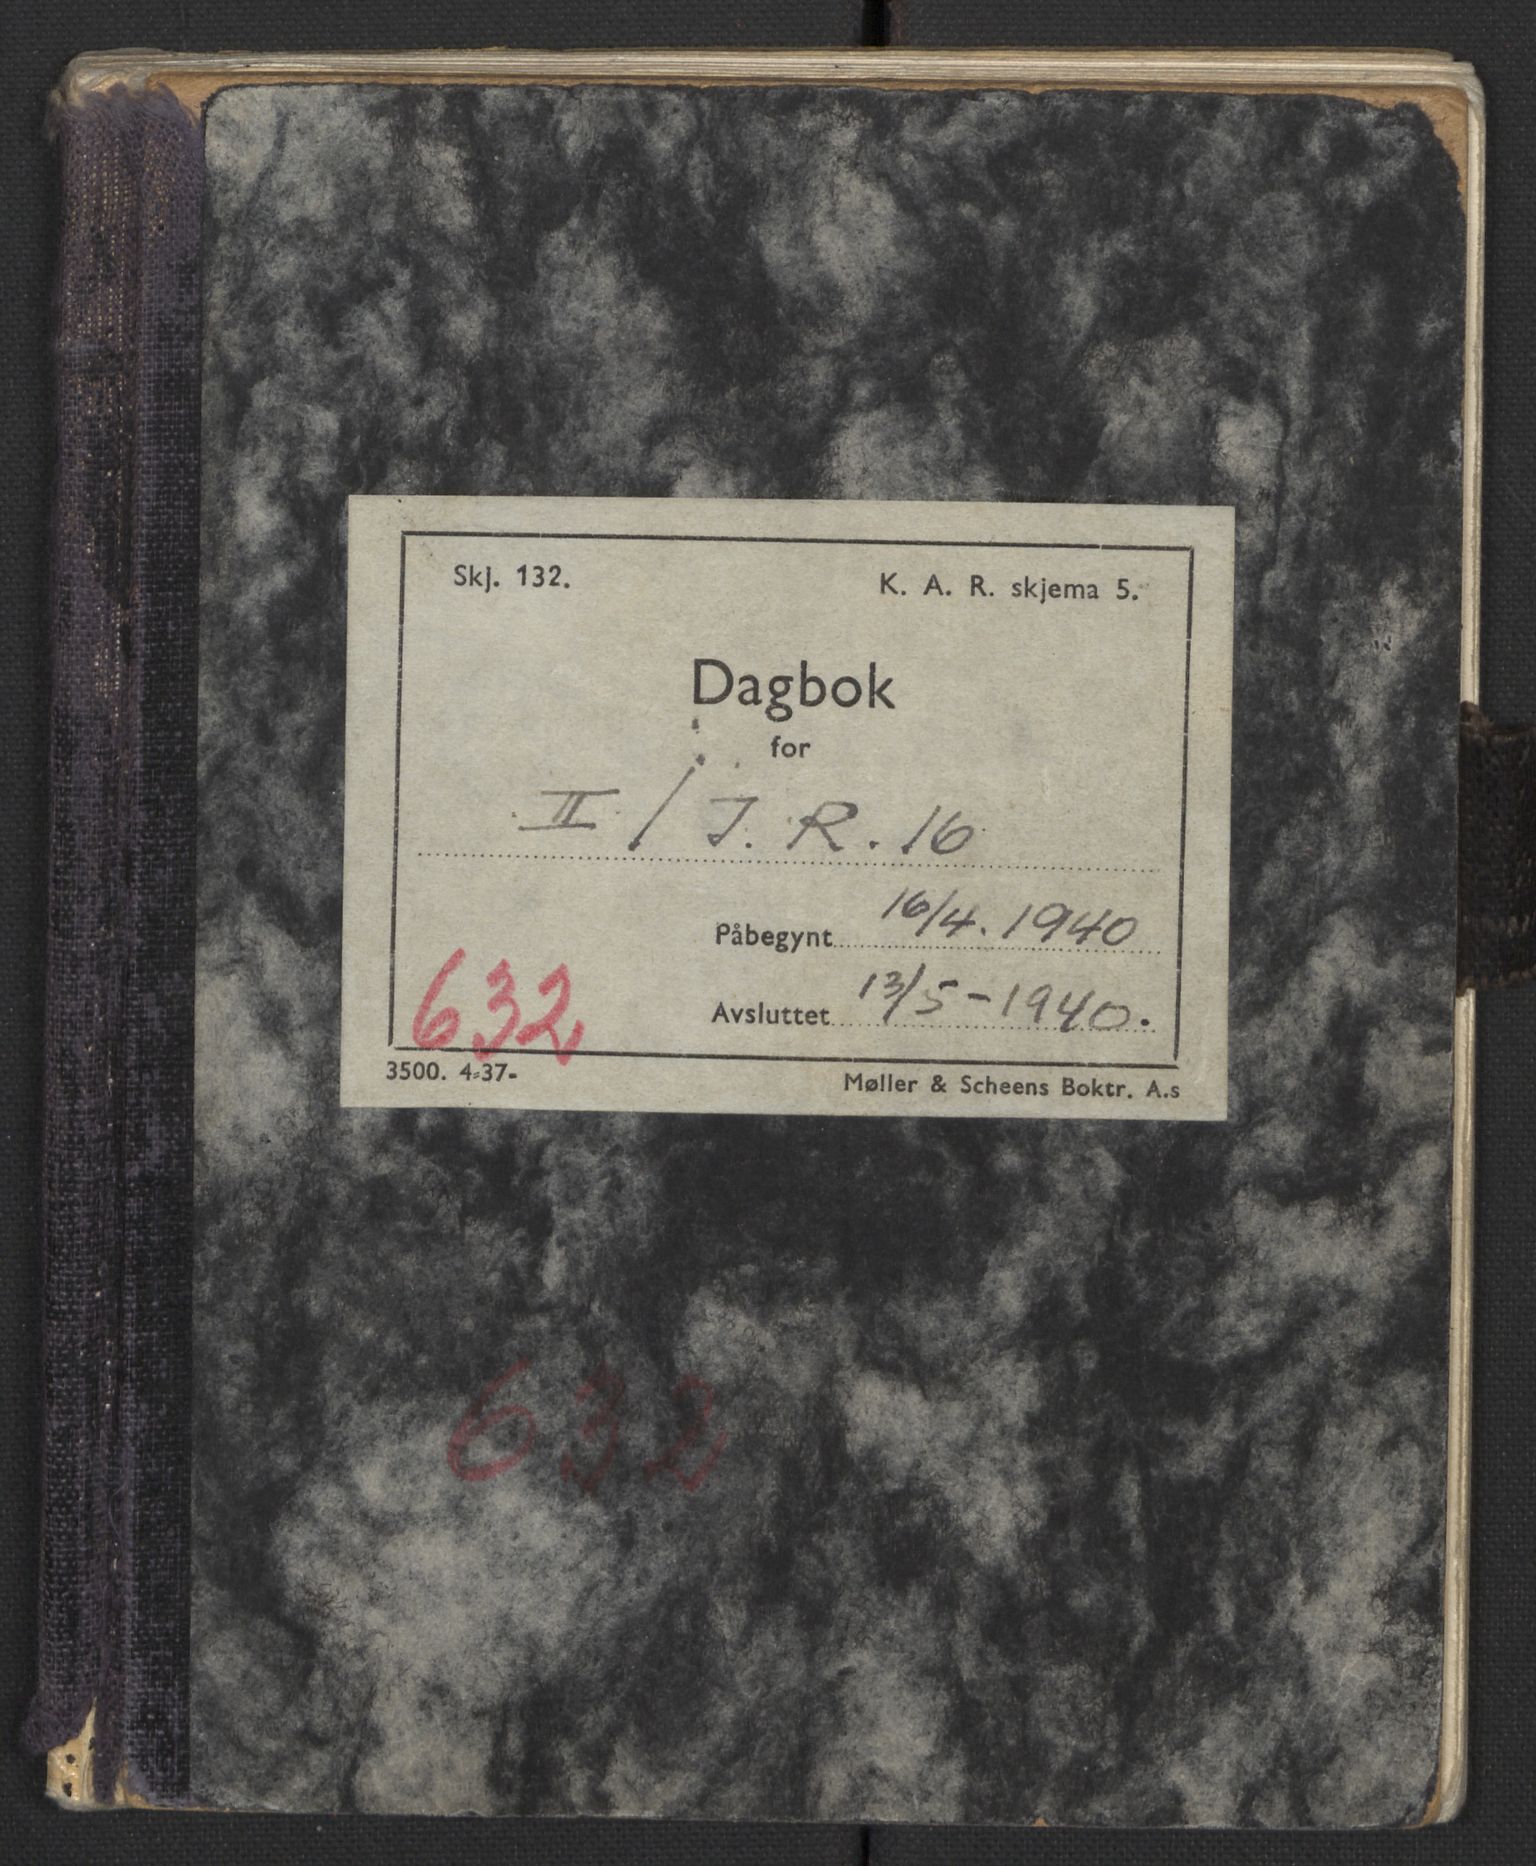 Skj. 132. K. A. R. skjema 5.
Dagbok
for
II / J. R. 16
Påbegynt 16/4. 1940
632
Avsluttet 13/5 - 1940.
3500. 4-37- Møller & Scheens Boktr. A.s
632